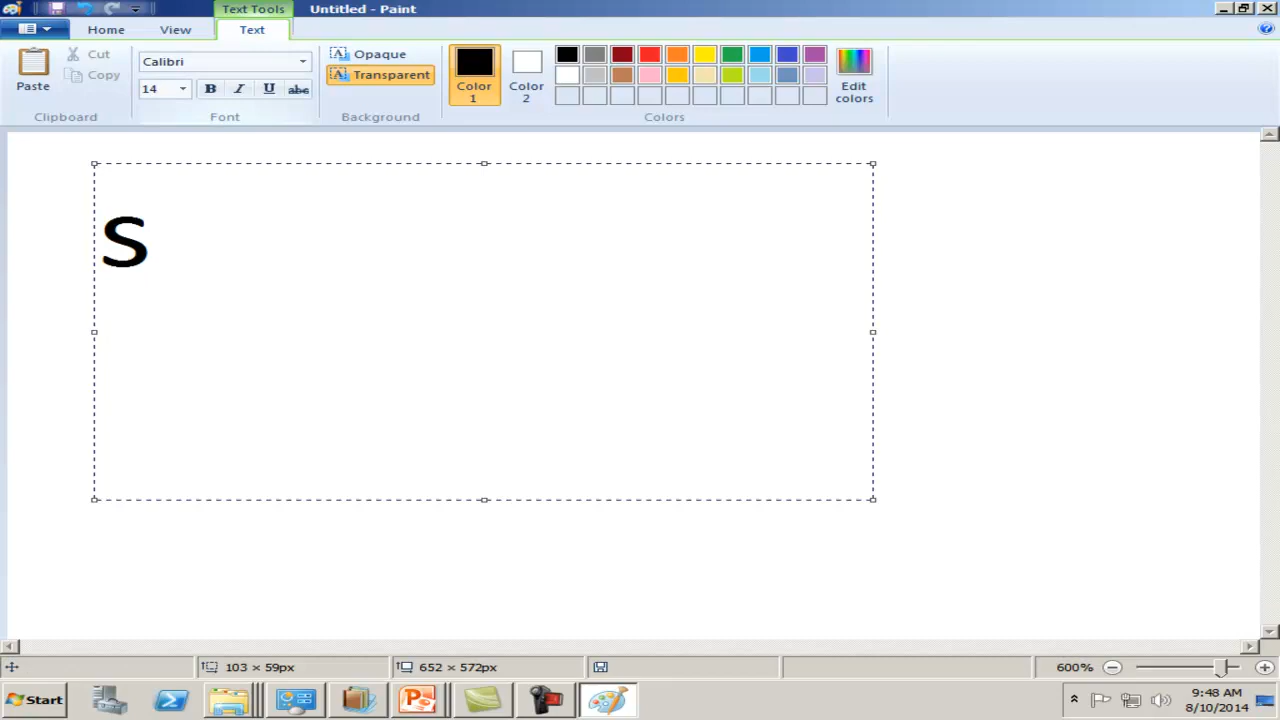 Text Tools
Untitled - Paint
Home
View
Text
Paste
Cut
Copy
Clipboard
Calibri
14
B
I
U
abc
Font
Opaque
Transparent
Background
Color
1
Color
2
Edit
colors
Colors
S
103 × 59px
652 × 572px
600%
Start
9:48 AM
8/10/2014